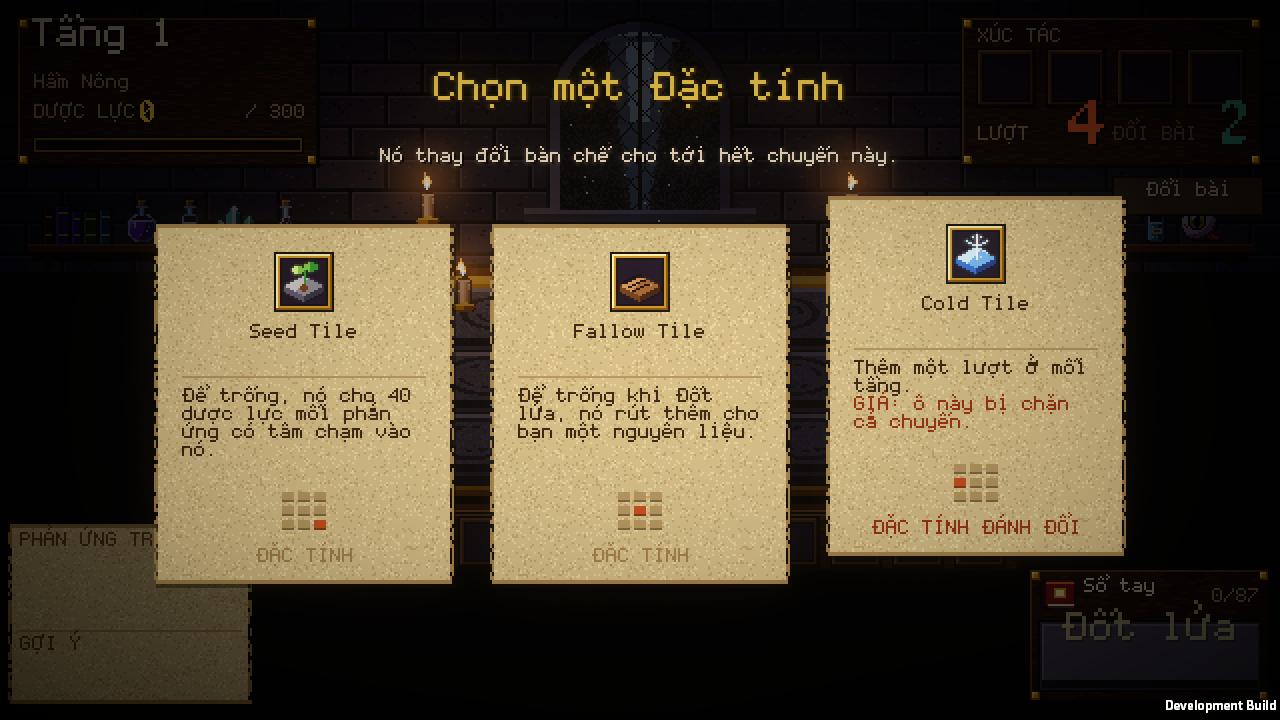 Tầng 1
Hầm Nông
DƯỢC LỰC 0 / 300
Chọn một Đặc tính
Nó thay đổi bàn chế cho tới hết chuyến này.
XÚC TÁC
LƯỢT 4 ĐỔI BÀI 2
Đổi bài
Seed Tile
Để trống, nó cho 40
dược lực mỗi phản
ứng có tâm chạm vào
nó.
ĐẶC TÍNH
Fallow Tile
Để trống khi Đốt
lửa, nó rút thêm cho
bạn một nguyên liệu.
ĐẶC TÍNH
Cold Tile
Thêm một lượt ở mỗi
tầng.
GIÁ: ô này bị chặn
cả chuyến.
ĐẶC TÍNH ĐÁNH ĐỔI
PHẢN ỨNG TR
GỢI Ý
Sổ tay
0/87
Đốt lửa
Development Build